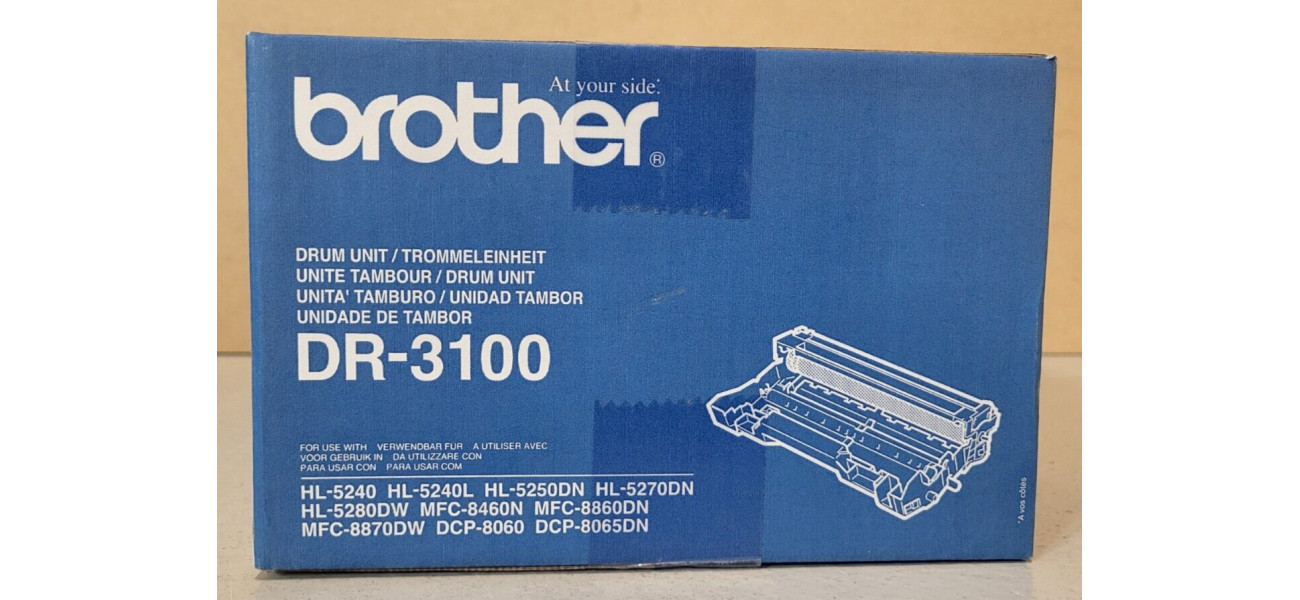 At your side.
brother®
DRUM UNIT / TROMMELEINHEIT
UNITE TAMBOUR / DRUM UNIT
UNITA' TAMBURO / UNIDAD TAMBOR
UNIDADE DE TAMBOR
DR-3100
FOR USE WITH VERWENDBAR FÜR A UTILISER AVEC
VOOR GEBRUIK IN DA UTILIZZARE CON
PARA USAR CON PARA USAR COM
HL-5240 HL-5240L HL-5250DN HL-5270DN
HL-5280DW MFC-8460N MFC-8860DN
MFC-8870DW DCP-8060 DCP-8065DN
*A vos côtés